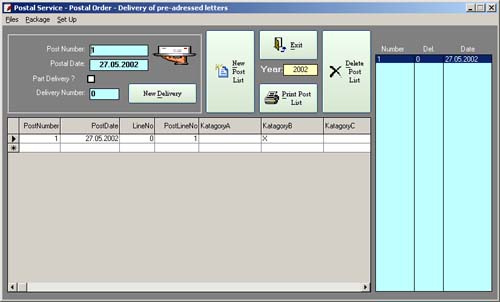 Postal Service - Postal Order - Delivery of pre-adressed letters
Files Package Set Up
Post Number 1
Postal Date 27.05.2002
Part Delivery ?
Delivery Number 0
New Delivery
New Post List
Exit
Year 2002
Print Post List
Delete Post List
Number Del. Date
1 0 27.05.2002
PostNumber PostDate LineNo PostLineNo KatagoryA KatagoryB KatagoryC
1 27.05.2002 0 1 X